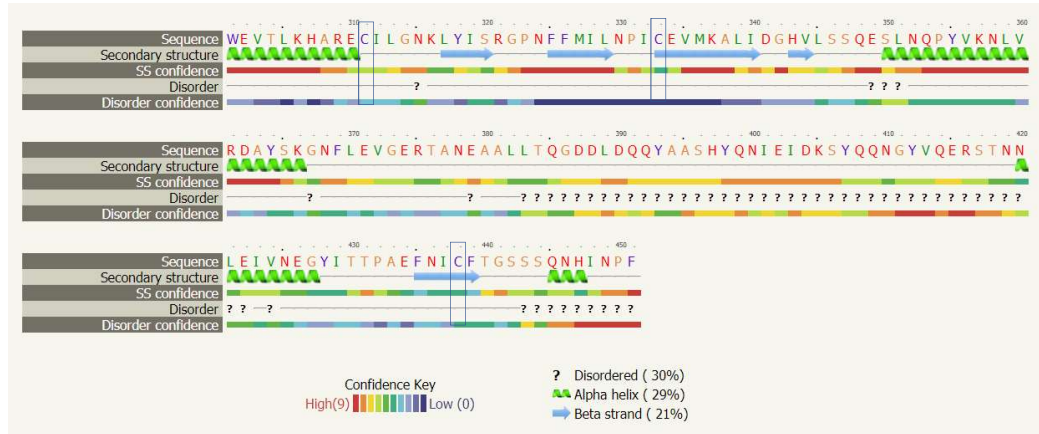 310 320 330 340 350 360
Sequence WEVTLKHARECILGNKLYISRGPNFFMILNPICEVMKALIDGHVLSSQESLNQPYVKNLV
Secondary structure
SS confidence
Disorder ? ? ? ?
Disorder confidence
370 380 390 400 410 420
Sequence RDAYSKGNFLEVGERTANEAALLTQGDDLDQQYAASHYQNIEIDKSYQQNGYVQERSTNN
Secondary structure
SS confidence
Disorder ? ? ? ? ? ? ? ? ? ? ? ? ? ? ? ? ? ? ? ? ? ? ? ? ? ? ? ? ? ? ? ? ? ? ? ? ? ? ? ?
Disorder confidence
430 440 450
Sequence LEIVNEGYITTPAEFNICFTGSSSQNHINPF
Secondary structure
SS confidence
Disorder ? ? ? ? ? ? ? ? ? ? ? ?
Disorder confidence
Confidence Key
High(9) Low (0)
? Disordered ( 30%)
Alpha helix ( 29%)
Beta strand ( 21%)